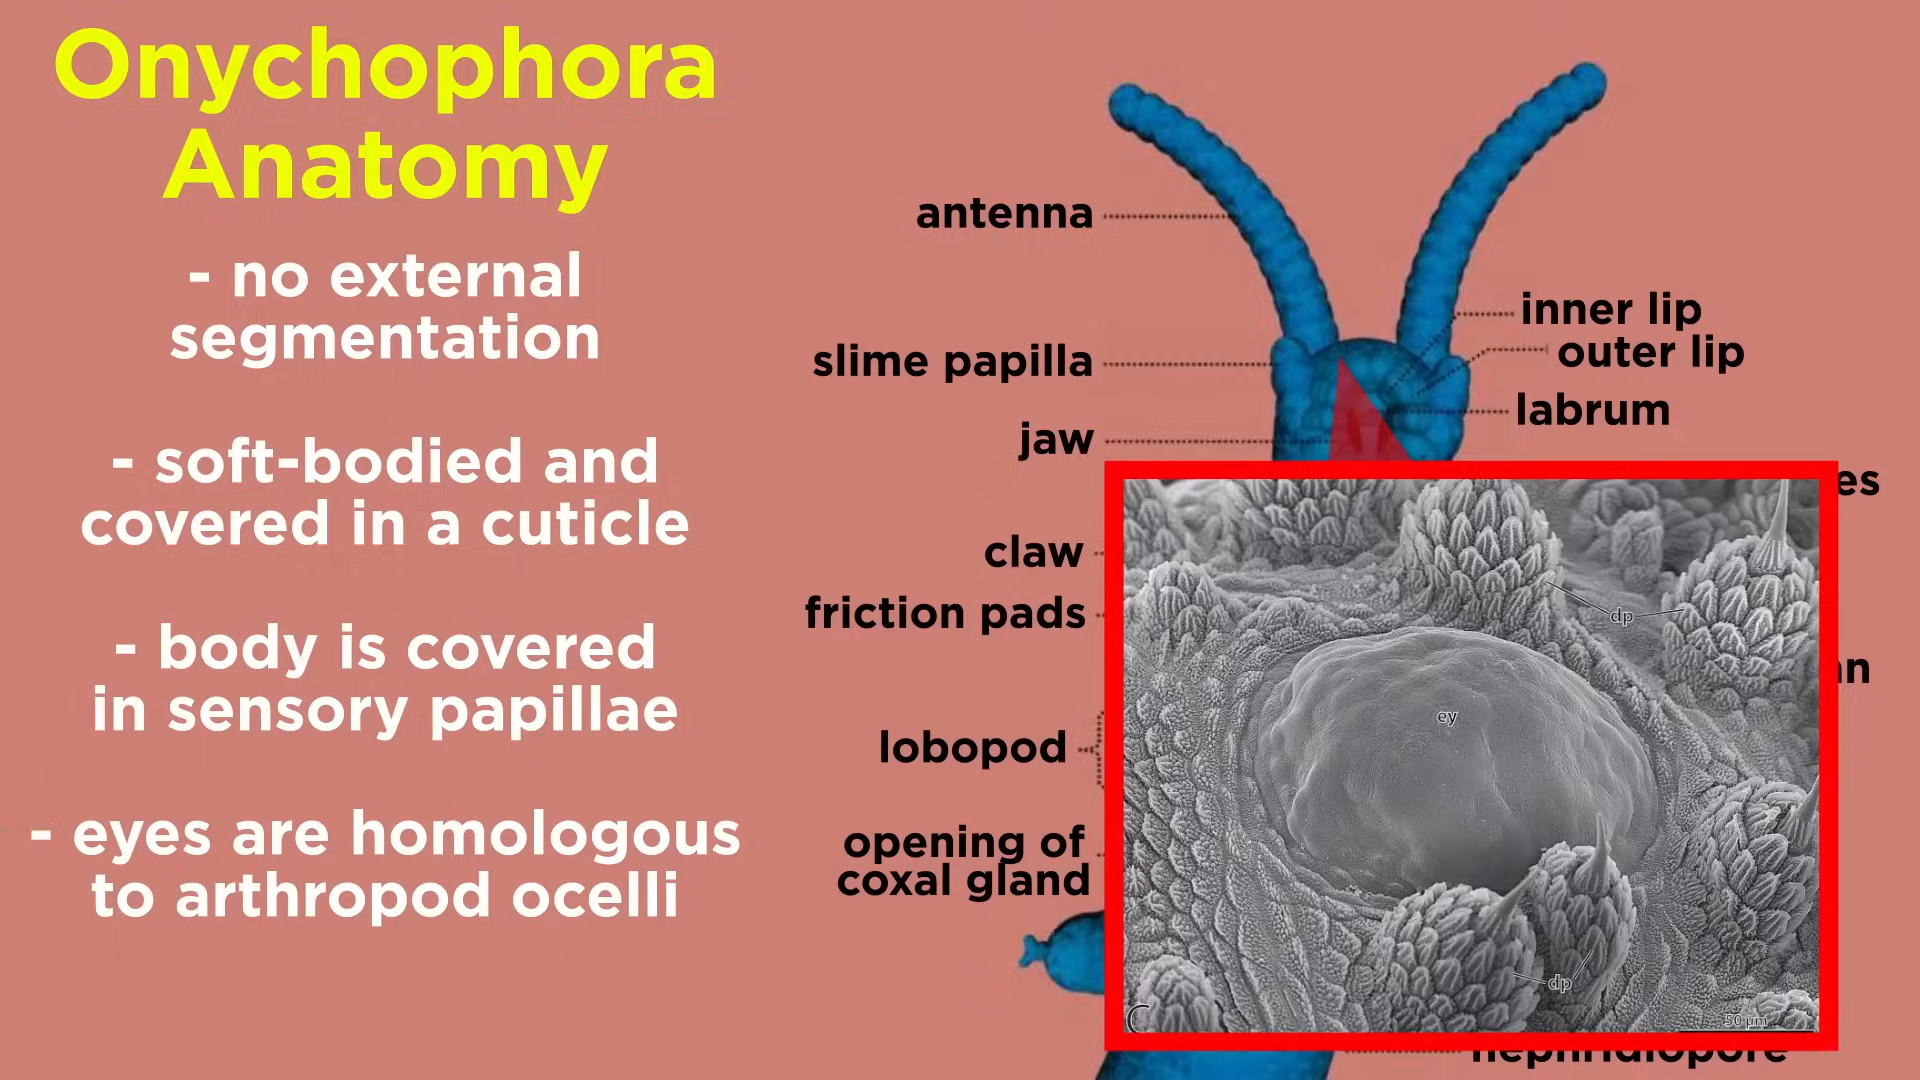 Onychophora
Anatomy
- no external
segmentation
- soft-bodied and
covered in a cuticle
- body is covered
in sensory papillae
- eyes are homologous
to arthropod ocelli
antenna
slime papilla
jaw
claw
friction pads
lobopod
opening of
coxal gland
inner lip
outer lip
labrum
dp
ey
dp
C
50 µm
nephridiopore